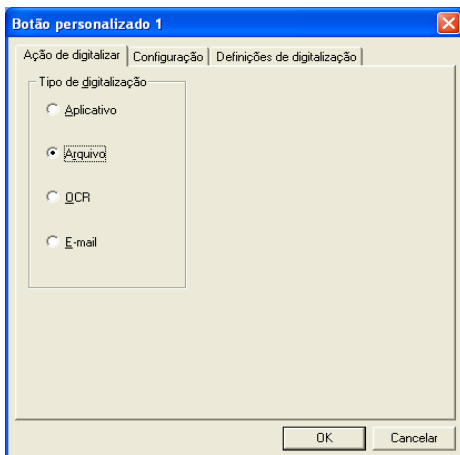 Botão personalizado 1
Ação de digitalizar
Configuração
Definições de digitalização
Tipo de digitalização
Aplicativo
Arquivo
OCR
E-mail
OK
Cancelar